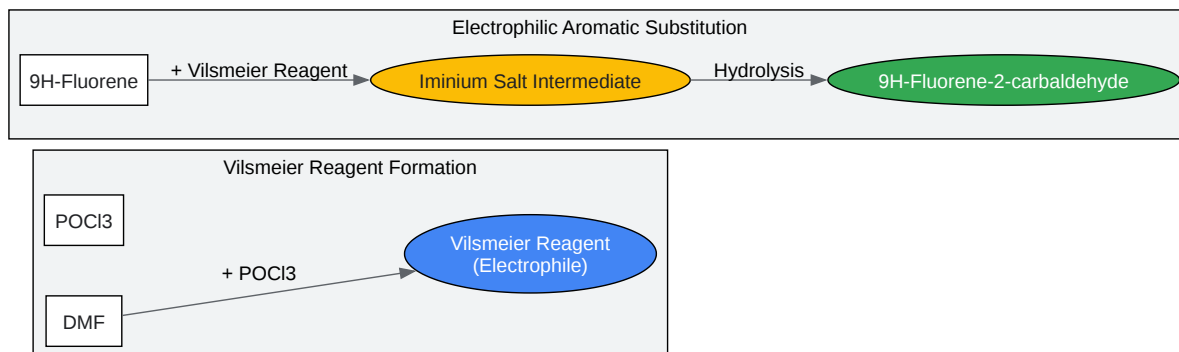 Electrophilic Aromatic Substitution
9H-Fluorene
+ Vilsmeier Reagent
Iminium Salt Intermediate
Hydrolysis
9H-Fluorene-2-carbaldehyde
Vilsmeier Reagent Formation
POCl3
DMF
+ POCl3
Vilsmeier Reagent
(Electrophile)